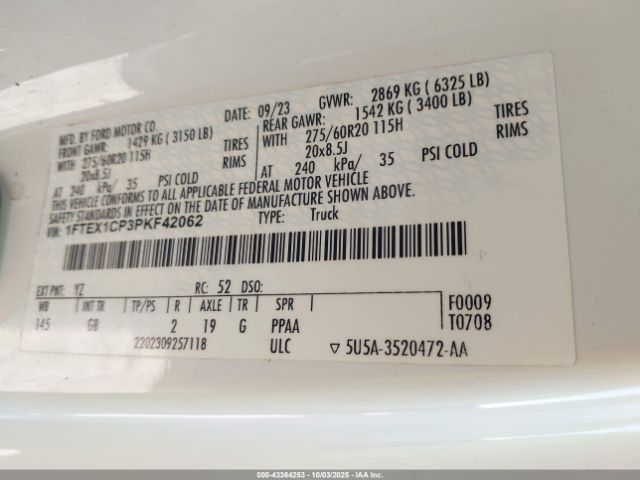 MFG. BY FORD MOTOR CO. DATE: 09/23 GVWR: 2869 KG ( 6325 LB)
FRONT GAWR: 1429 KG ( 3150 LB) REAR GAWR: 1542 KG ( 3400 LB)
WITH 275/60R20 115H TIRES WITH 275/60R20 115H TIRES
20x8.5J RIMS 20x8.5J RIMS
AT 240 kPa/ 35 PSI COLD AT 240 kPa/ 35 PSI COLD
THIS VEHICLE CONFORMS TO ALL APPLICABLE FEDERAL MOTOR VEHICLE
SAFETY STANDARDS IN EFFECT ON THE DATE OF MANUFACTURE SHOWN ABOVE.
VIN: 1FTEX1CP3PKF42062 TYPE: Truck
EXT PNT: YZ RC: 52 DSO:
WB INT TR TP/PS R AXLE TR SPR F0009
145 GB 2 19 G PPAA T0708
2202309257118 ULC ▽ 5U5A-3520472-AA
000-43364253 - 10/03/2025 - IAA Inc.